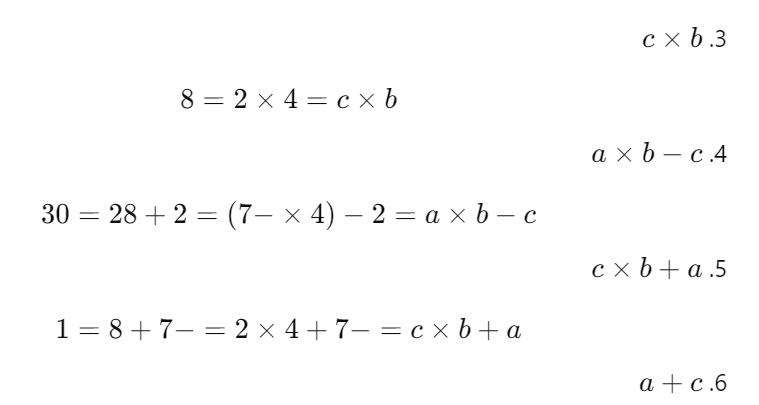 c × b .3
8 = 2 × 4 = c × b
a × b − c .4
30 = 28 + 2 = (7− × 4) − 2 = a × b − c
c × b + a .5
1 = 8 + 7− = 2 × 4 + 7− = c × b + a
a + c .6